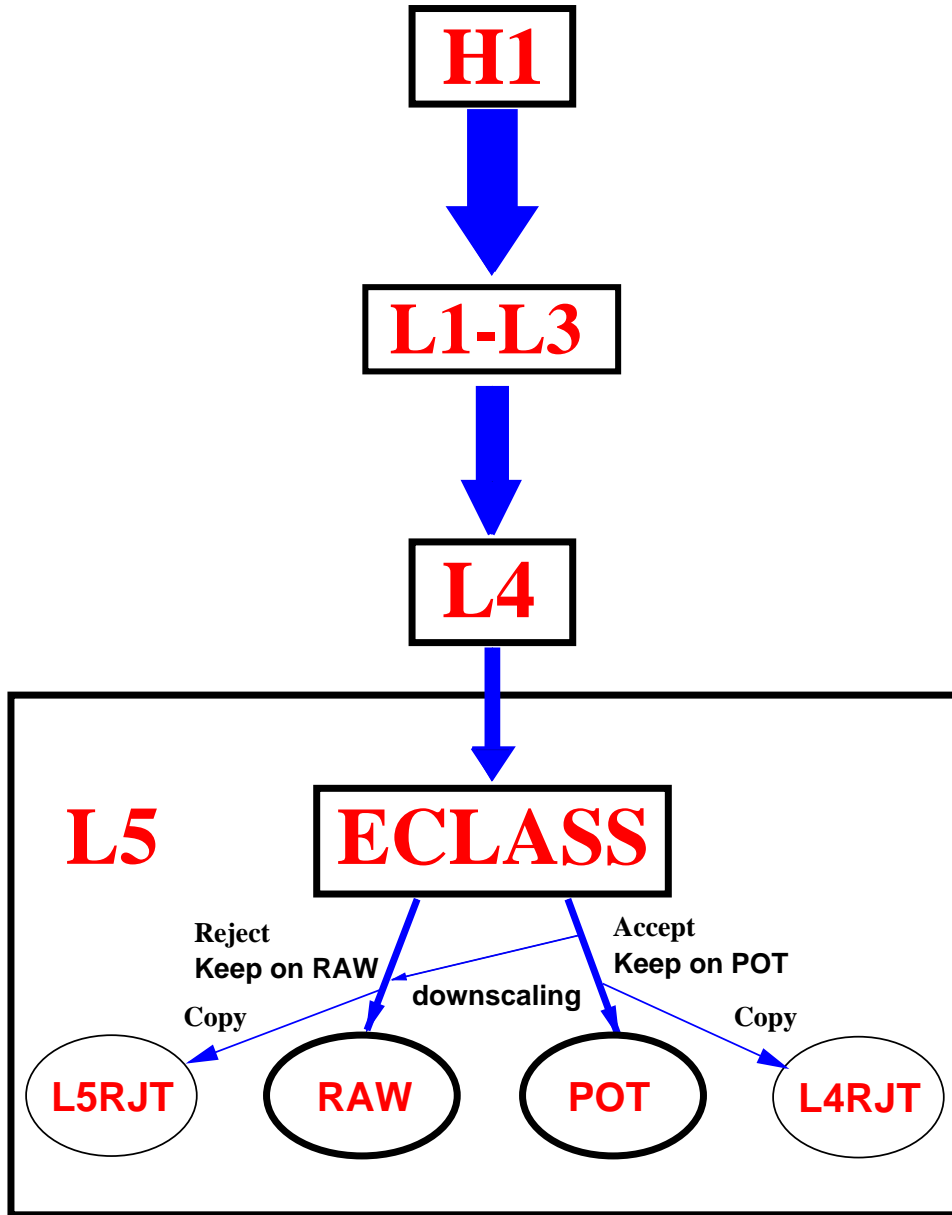 H1
L1-L3
L4
L5
ECLASS
Reject
Keep on RAW
Accept
Keep on POT
downscaling
Copy
Copy
L5RJT
RAW
POT
L4RJT